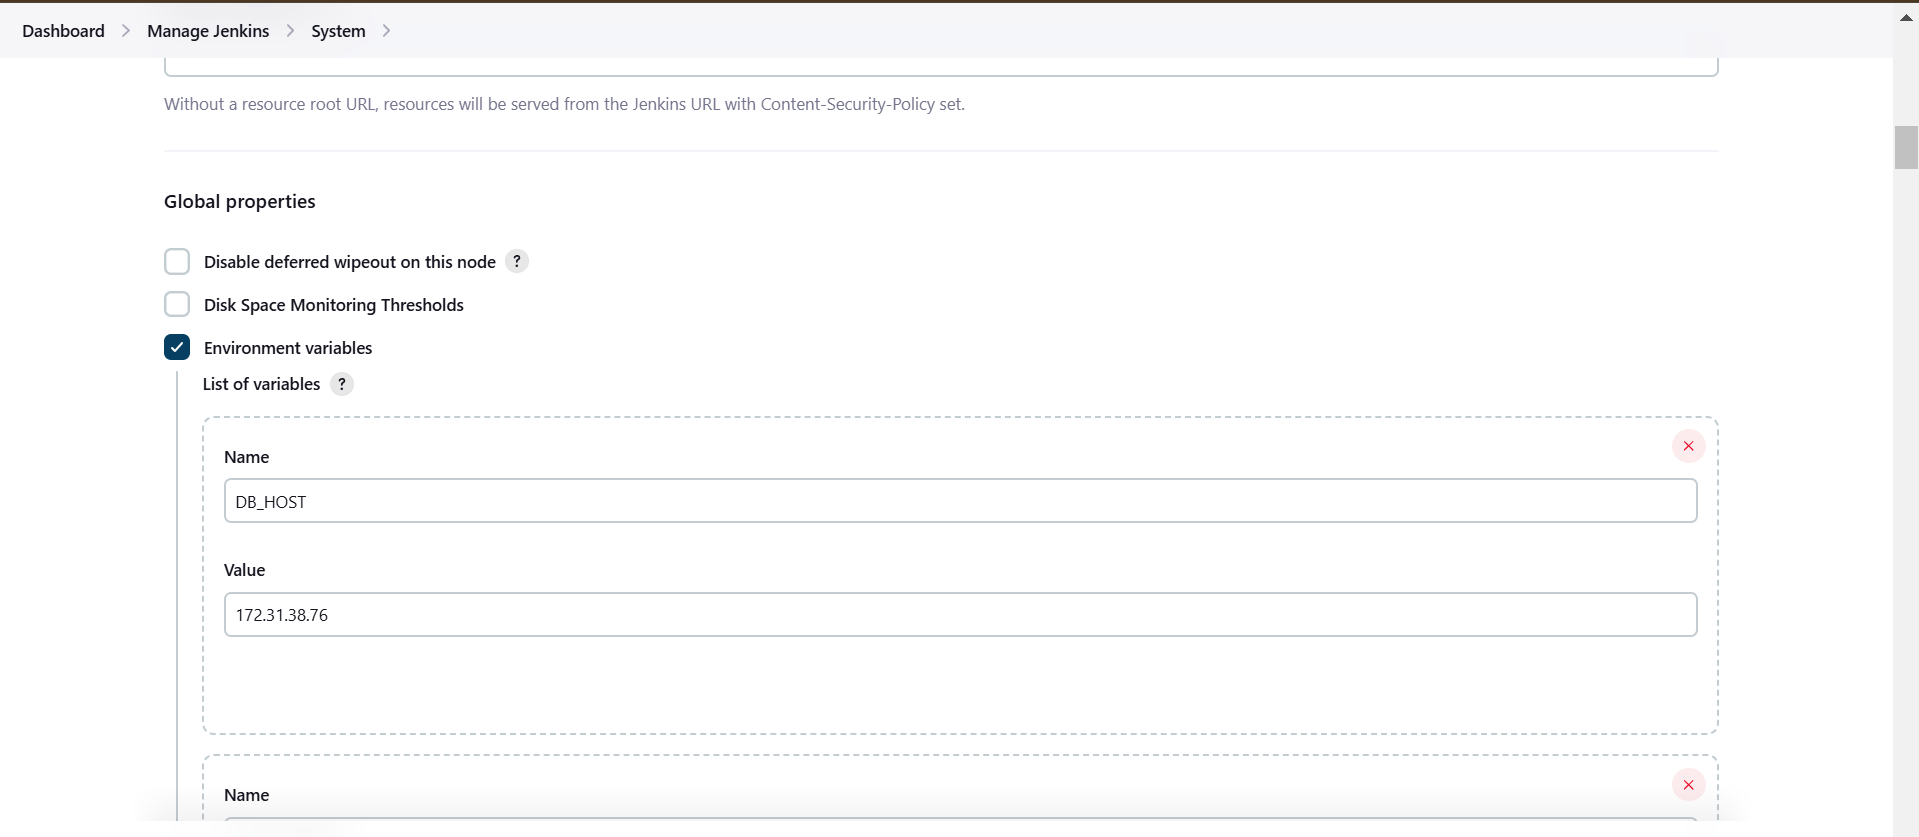 Dashboard > Manage Jenkins > System >
Without a resource root URL, resources will be served from the Jenkins URL with Content-Security-Policy set.
Global properties
Disable deferred wipeout on this node ?
Disk Space Monitoring Thresholds
Environment variables
List of variables ?
Name
DB_HOST
Value
172.31.38.76
Name